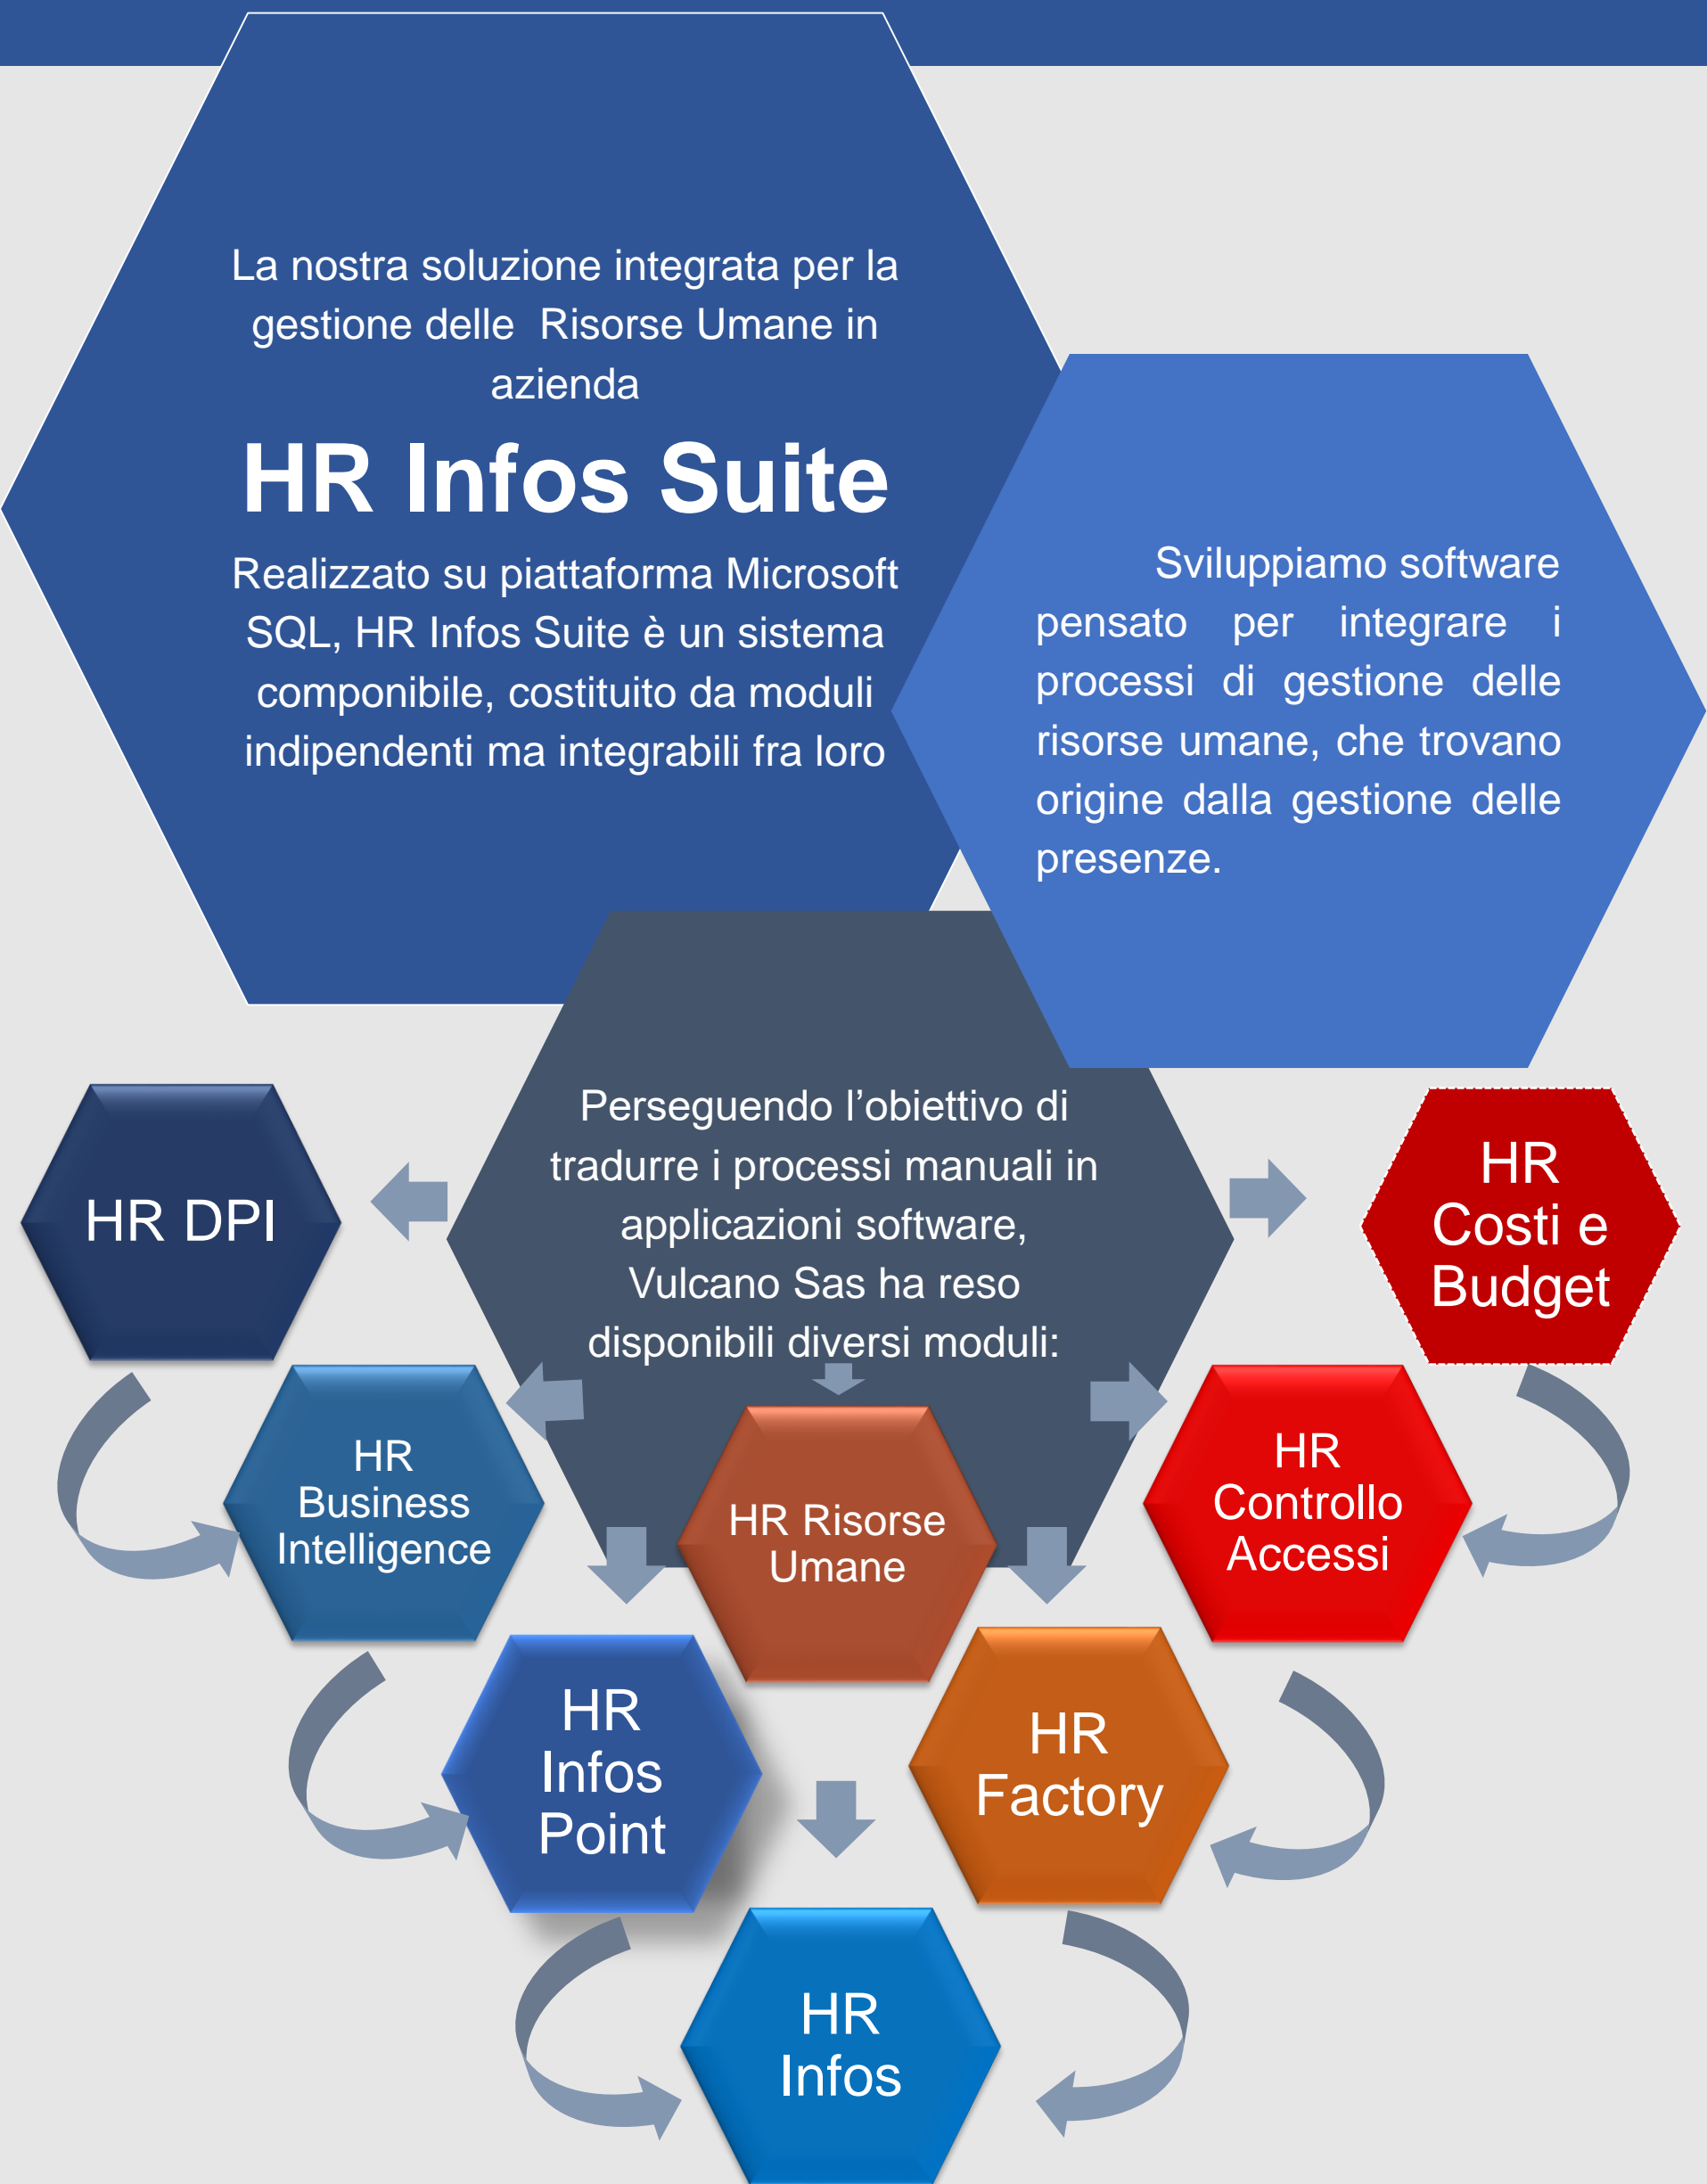 La nostra soluzione integrata per la
gestione delle Risorse Umane in
azienda
HR Infos Suite
Realizzato su piattaforma Microsoft
SQL, HR Infos Suite è un sistema
componibile, costituito da moduli
indipendenti ma integrabili fra loro
Sviluppiamo software
pensato per integrare i
processi di gestione delle
risorse umane, che trovano
origine dalla gestione delle
presenze.
Perseguendo l’obiettivo di
tradurre i processi manuali in
applicazioni software,
Vulcano Sas ha reso
disponibili diversi moduli:
HR DPI
HR
Costi e
Budget
HR
Business
Intelligence
HR Risorse
Umane
HR
Controllo
Accessi
HR
Infos
Point
HR
Factory
HR
Infos